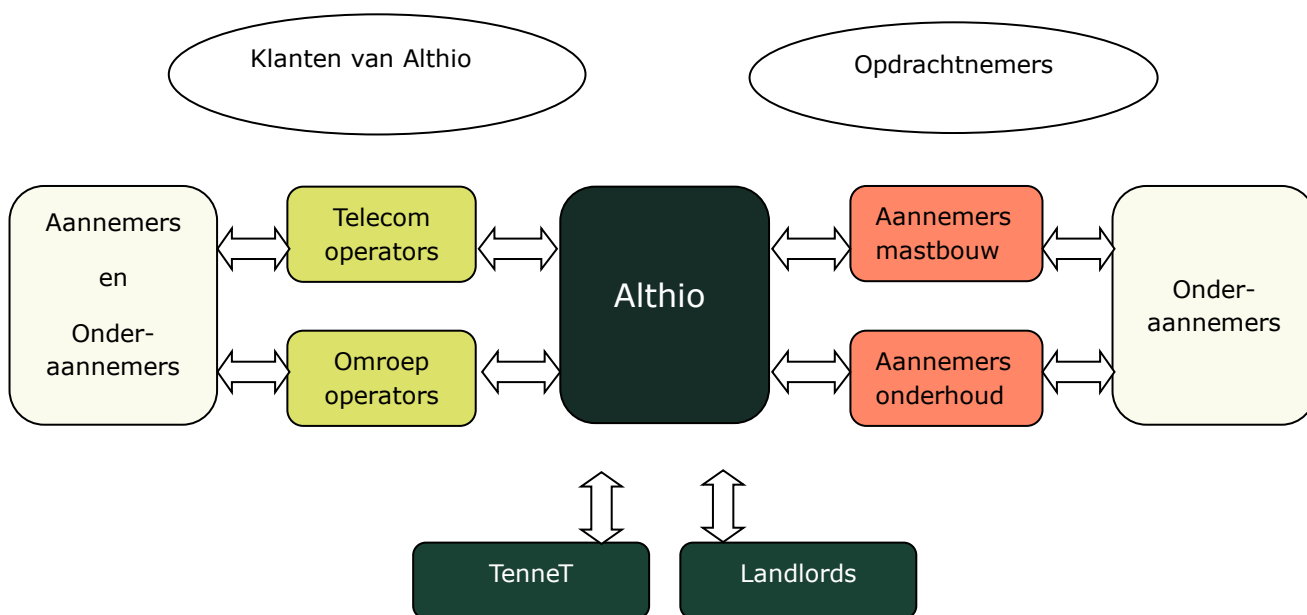 Klanten van Althio
Opdrachtnemers
Aannemers
en
Onder-
aannemers
Telecom
operators
Omroep
operators
Althio
Aannemers
mastbouw
Aannemers
onderhoud
Onder-
aannemers
TenneT
Landlords